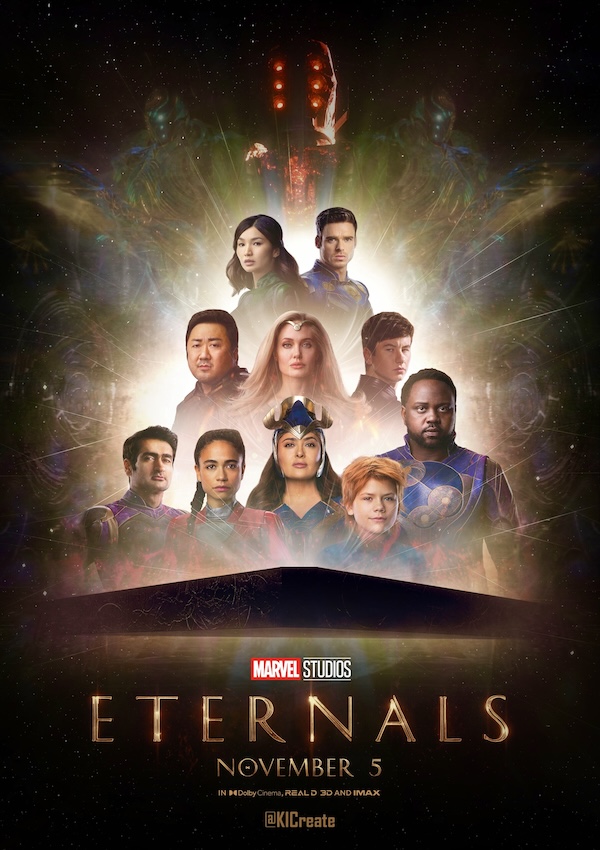 MARVEL STUDIOS
ETERNALS
NOVEMBER 5
IN Dolby Cinema, REAL D 3D AND IMAX
@KICreate